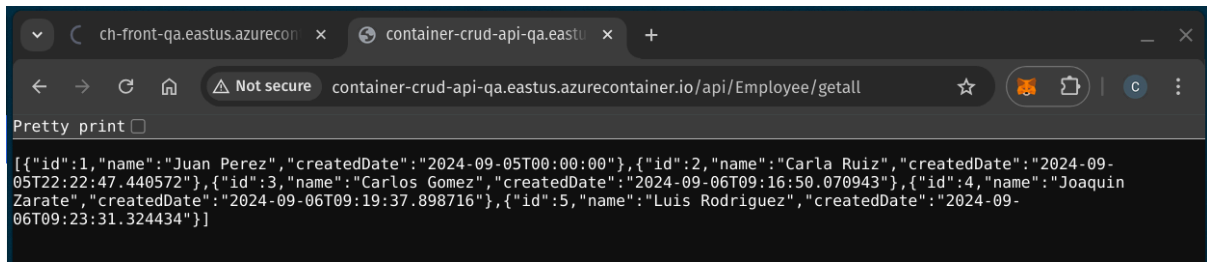 ch-front-qa.eastus.azurecon
container-crud-api-qa.eastu
Not secure
container-crud-api-qa.eastus.azurecontainer.io/api/Employee/getall
C
Pretty print
[{"id":1,"name":"Juan Perez","createdDate":"2024-09-05T00:00:00"},{"id":2,"name":"Carla Ruiz","createdDate":"2024-09-
05T22:22:47.440572"},{"id":3,"name":"Carlos Gomez","createdDate":"2024-09-06T09:16:50.070943"},{"id":4,"name":"Joaquin
Zarate","createdDate":"2024-09-06T09:19:37.898716"},{"id":5,"name":"Luis Rodriguez","createdDate":"2024-09-
06T09:23:31.324434"}]